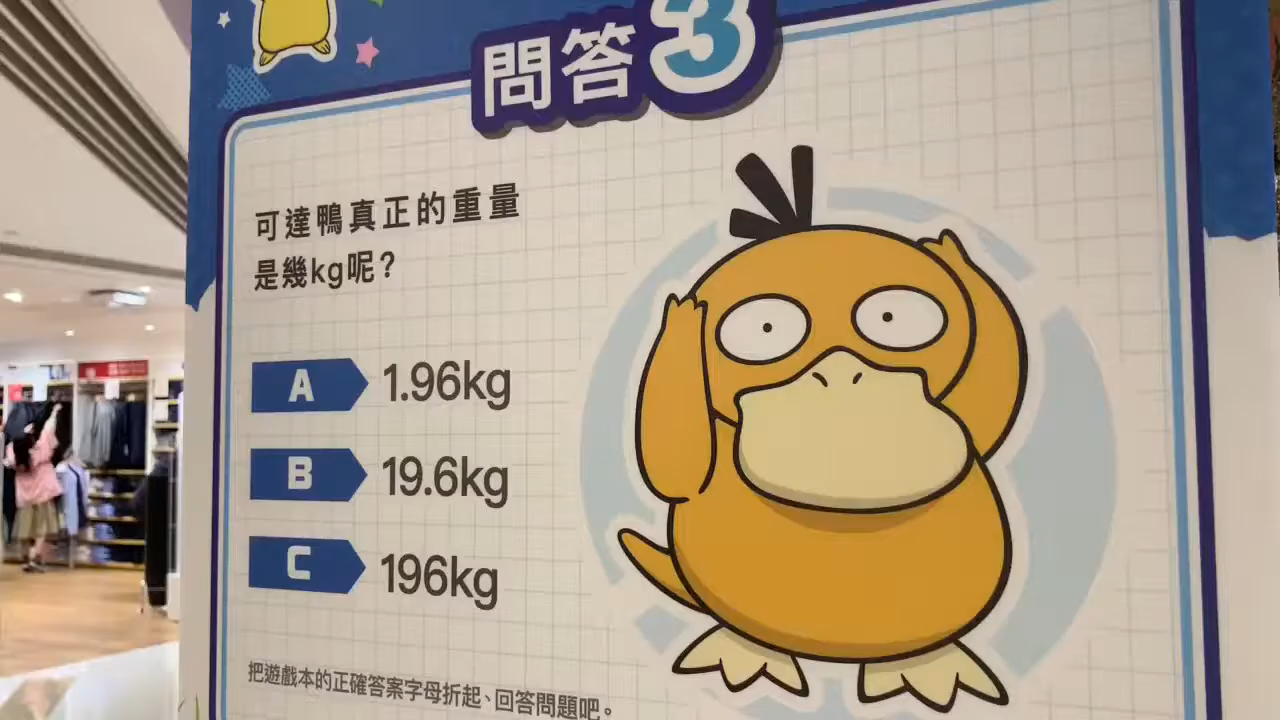 問答3
可達鴨真正的重量
是幾kg呢?
A 1.96kg
B 19.6kg
C 196kg
把遊戲本的正確答案字母折起、回答問題吧。